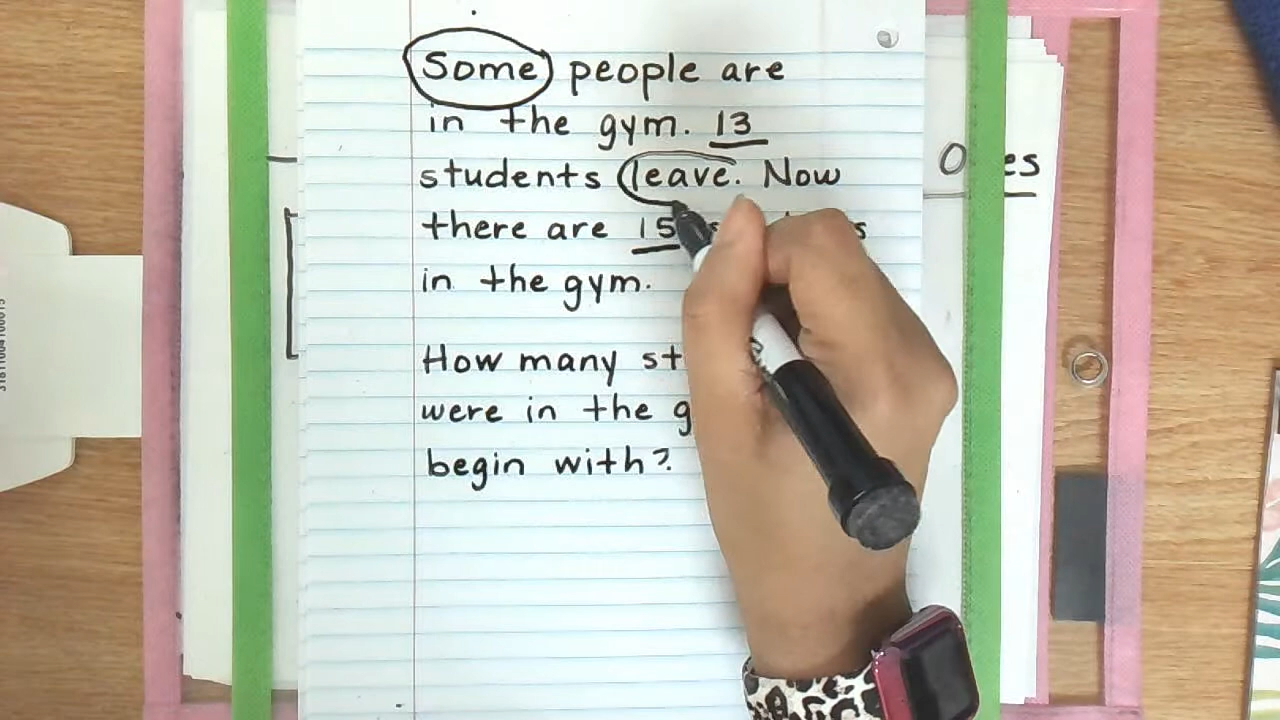 Some people are
in the gym. 13
students leave. Now
there are 15
in the gym.
How many
were in the
begin with?